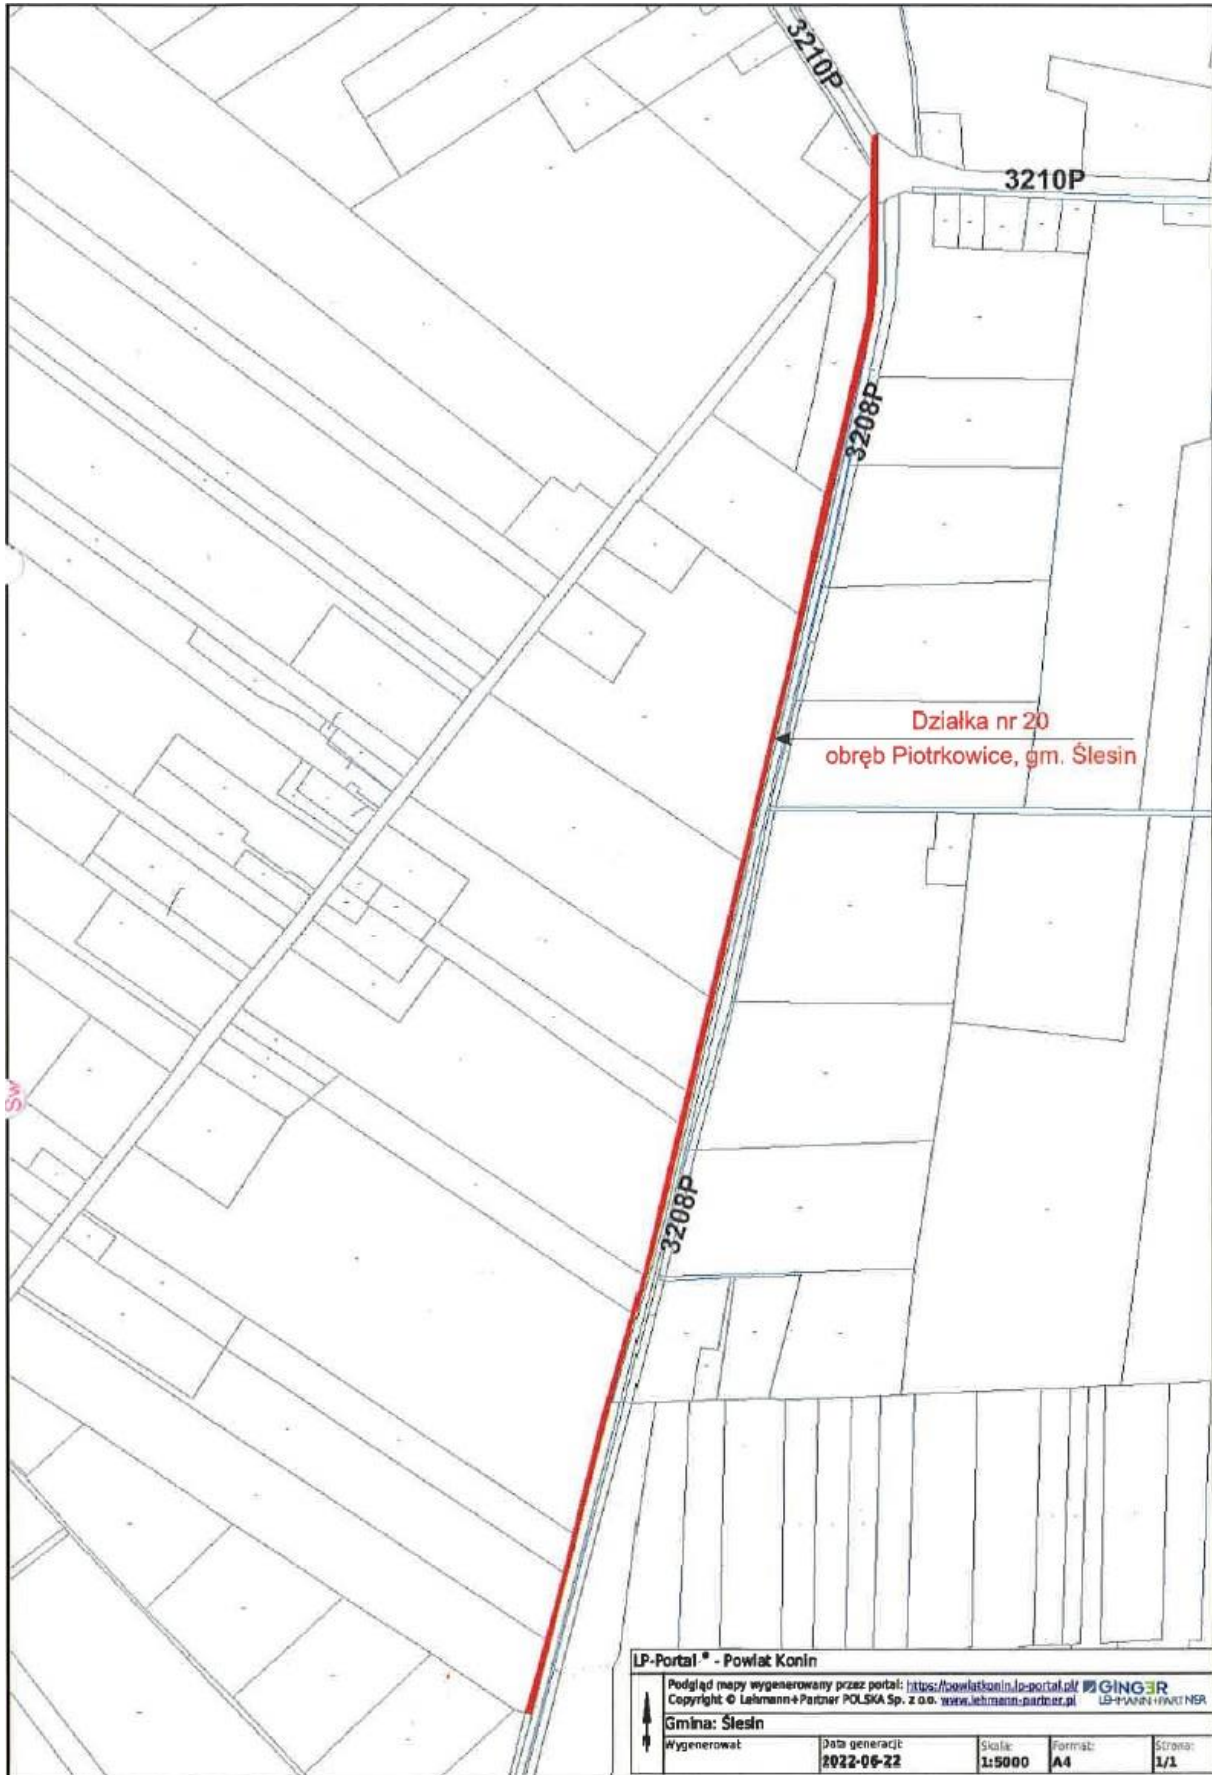 3210P
3210P
3208P
Działka nr 20
obręb Piotrkowice, gm. Ślesin
Sw
3208P
LP-Portal ® - Powiat Konin
Podgląd mapy wygenerowany przez portal: https://powiatkonin.lp-portal.pl/
Copyright © Lehmann+Partner POLSKA Sp. z o.o. www.lehmann-partner.pl
GINGER
LEHMANN+PARTNER
Gmina: Ślesin
Wygenerował:
Data generacji:
2022-06-22
Skala:
1:5000
Format:
A4
Strona:
1/1